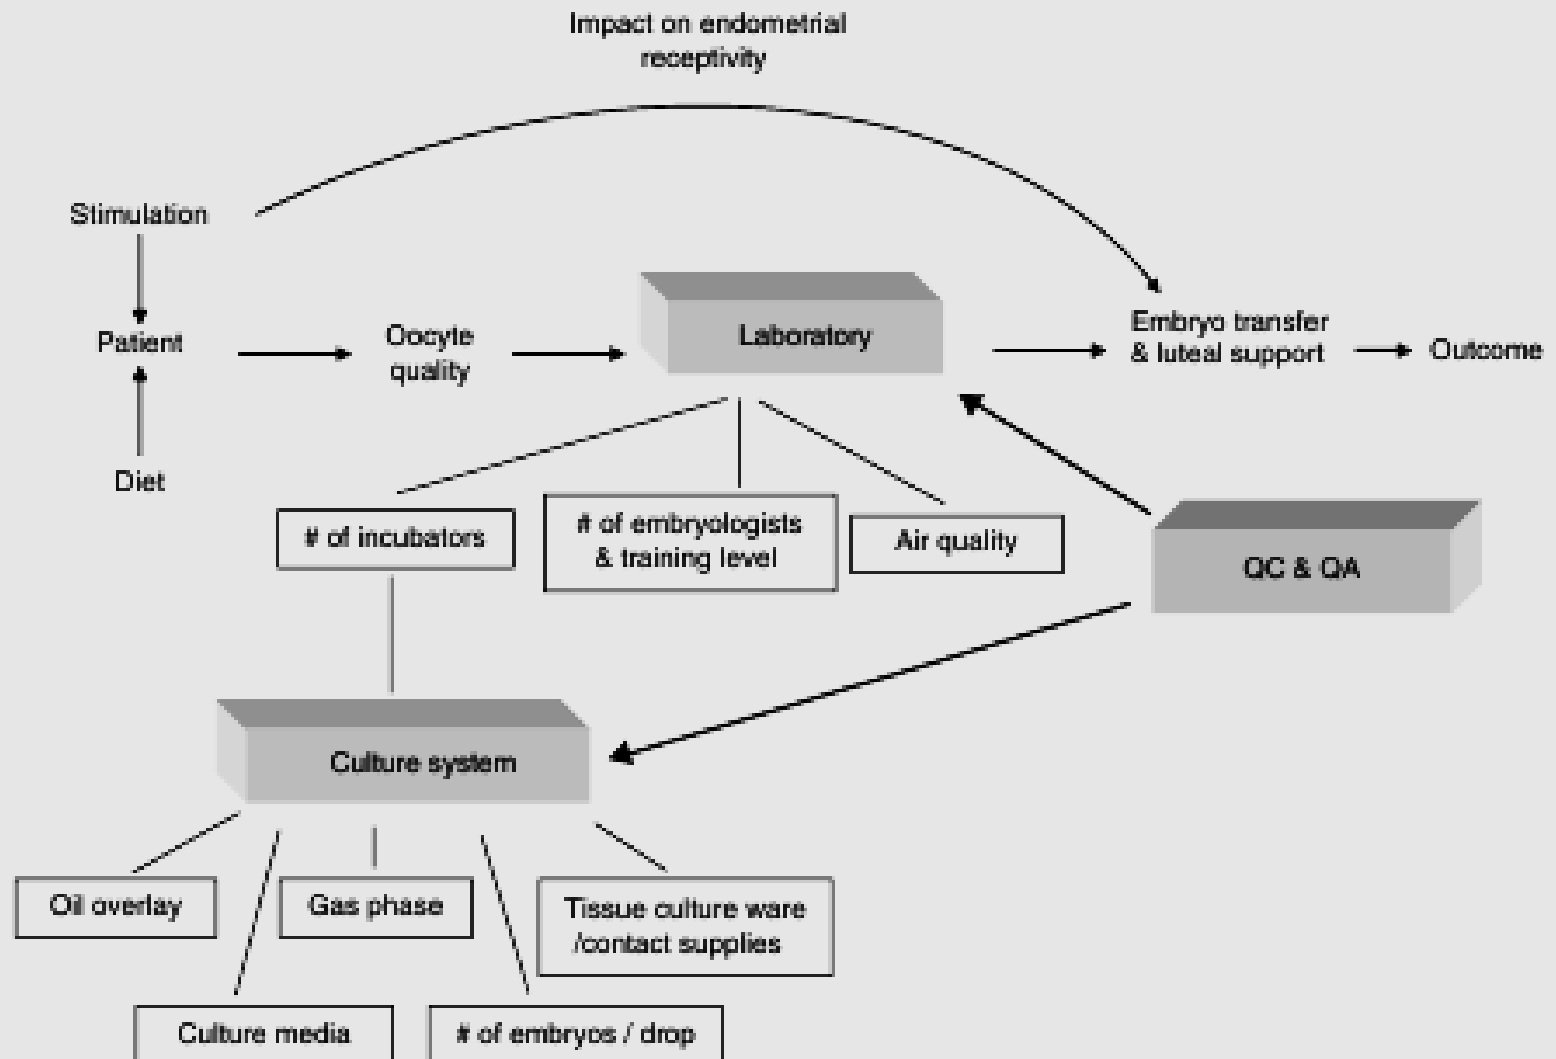 Impact on endometrial
receptivity
Stimulation
Patient
Oocyte
quality
Laboratory
Embryo transfer
& luteal support
Outcome
Diet
# of incubators
# of embryologists
& training level
Air quality
QC & QA
Culture system
Oil overlay
Gas phase
Tissue culture ware
/contact supplies
Culture media
# of embryos / drop